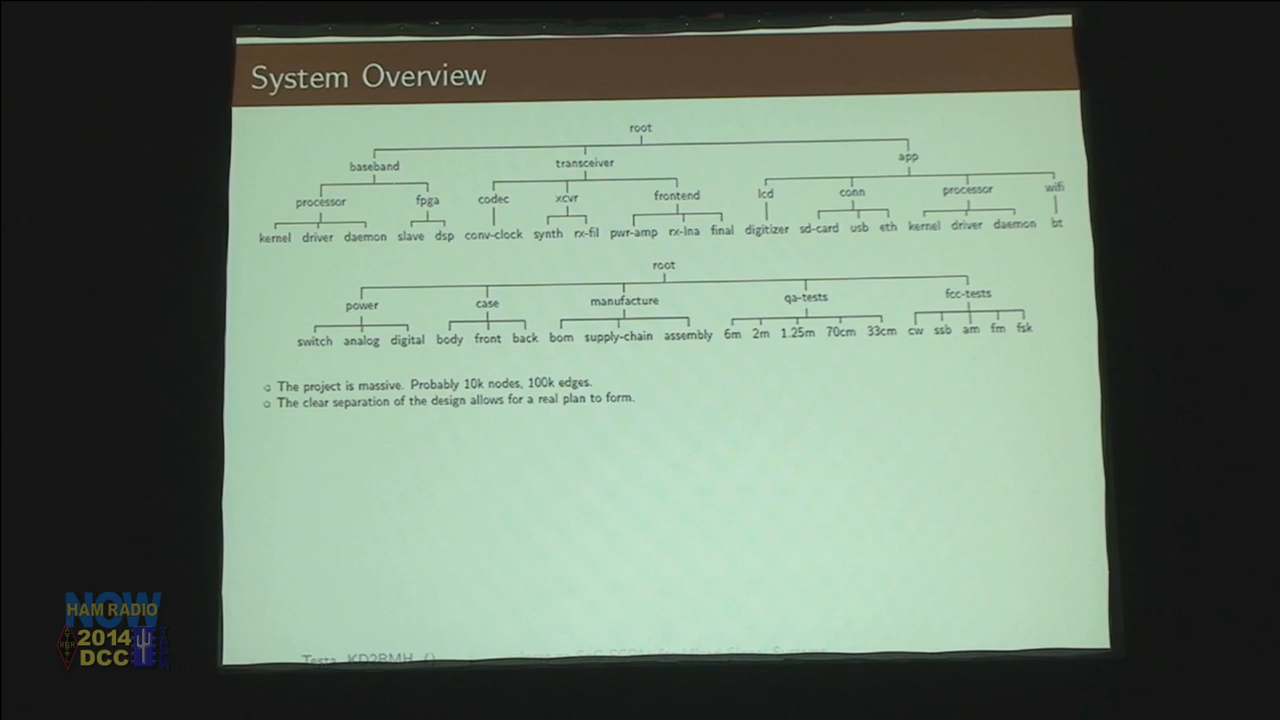 System Overview
root
baseband transceiver app
processor fpga codec xcvr frontend lcd conn processor wifi
kernel driver daemon slave dsp conv-clock synth rx-fil pwr-amp rx-lna final digitizer sd-card usb eth kernel driver daemon bt
root
power case manufacture qa-tests fcc-tests
switch analog digital body front back bom supply-chain assembly 6m 2m 1.25m 70cm 33cm cw ssb am fm fsk
The project is massive. Probably 10k nodes, 100k edges.
The clear separation of the design allows for a real plan to form.
Testa, KD2BMH ()
NOW
HAM RADIO
2014
DCC